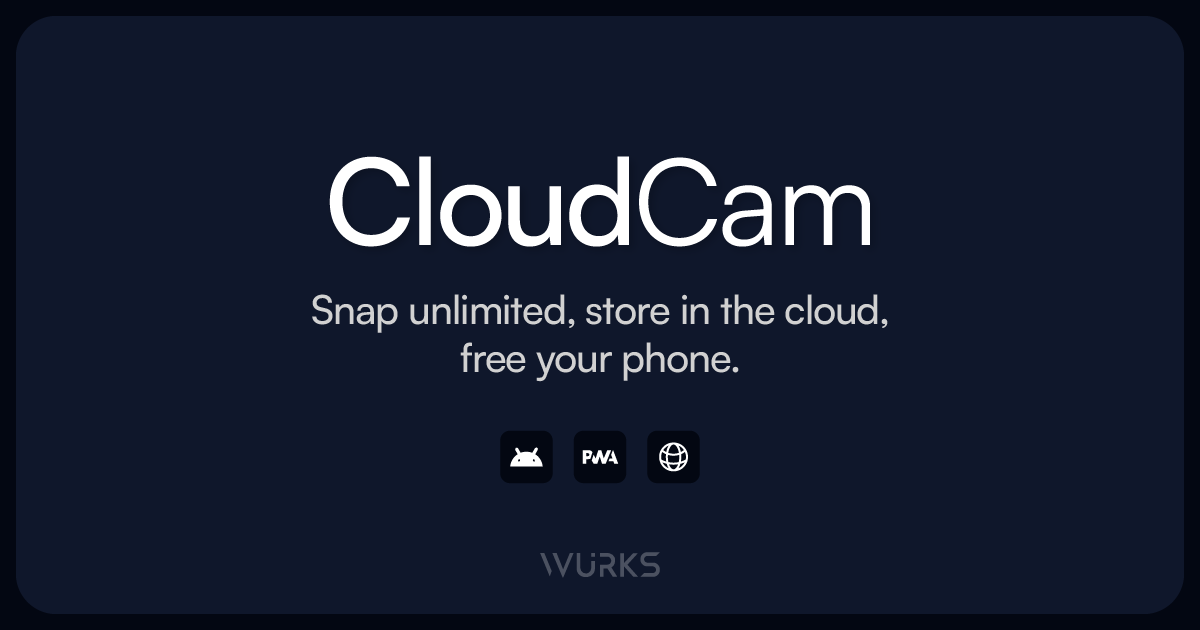 CloudCam
Snap unlimited, store in the cloud,
free your phone.
PWA
WURKS